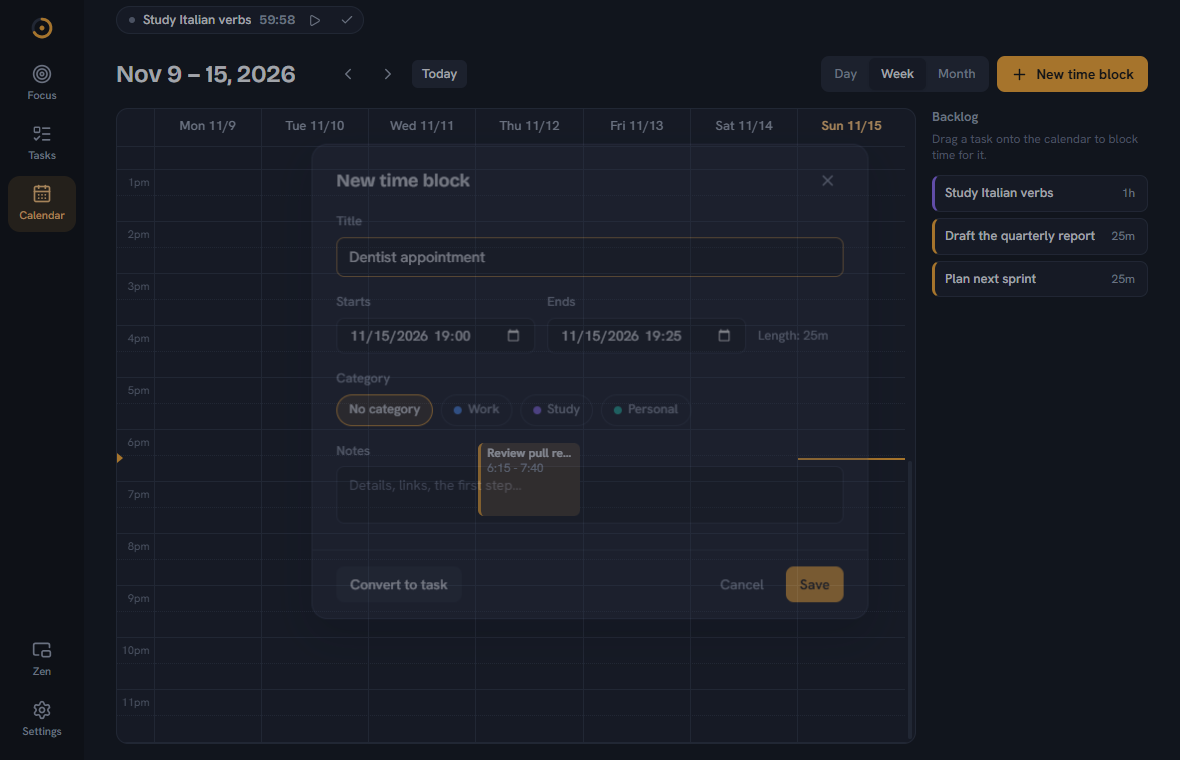 Study Italian verbs 59:58
Focus
Tasks
Calendar
Zen
Settings
Nov 9 – 15, 2026
Today
Day Week Month
New time block
Mon 11/9 Tue 11/10 Wed 11/11 Thu 11/12 Fri 11/13 Sat 11/14 Sun 11/15
1pm
2pm
3pm
4pm
5pm
6pm
7pm
8pm
9pm
10pm
11pm
New time block
Title
Dentist appointment
Starts Ends
11/15/2026 19:00 11/15/2026 19:25 Length: 25m
Category
No category Work Study Personal
Notes
Details, links, the first step...
Review pull re...
6:15 - 7:40
Convert to task Cancel Save
Backlog
Drag a task onto the calendar to block
time for it.
Study Italian verbs 1h
Draft the quarterly report 25m
Plan next sprint 25m